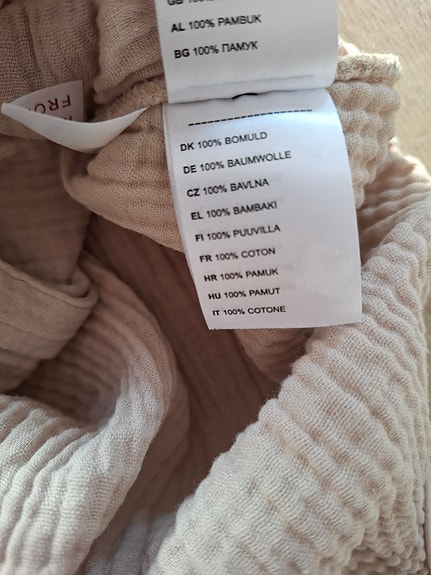 AL 100% PAMBUK
BG 100% ПАМУК
FRO
DK 100% BOMULD
DE 100% BAUMWOLLE
CZ 100% BAVLNA
EL 100% BAMBAKI
FI 100% PUUVILLA
FR 100% COTON
HR 100% PAMUK
HU 100% PAMUT
IT 100% COTONE